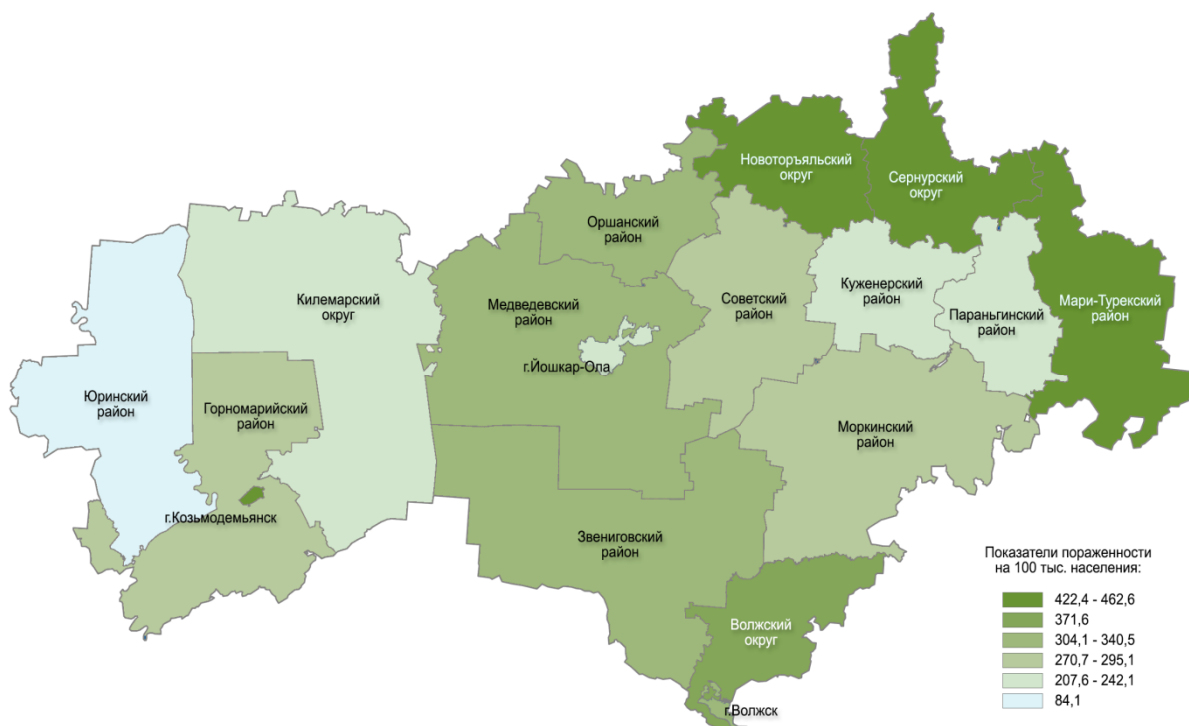 Новоторъяльский
округ
Сернурский
округ
Оршанский
район
Килемарский
округ
Медведевский
район
Советский
район
Куженерский
район
Параньгинский
район
Мари-Турекский
район
г.Йошкар-Ола
Юринский
район
Горномарийский
район
Моркинский
район
г.Козьмодемьянск
Звениговский
район
Волжский
округ
г.Волжск
Показатели пораженности
на 100 тыс. населения:
422,4 - 462,6
371,6
304,1 - 340,5
270,7 - 295,1
207,6 - 242,1
84,1